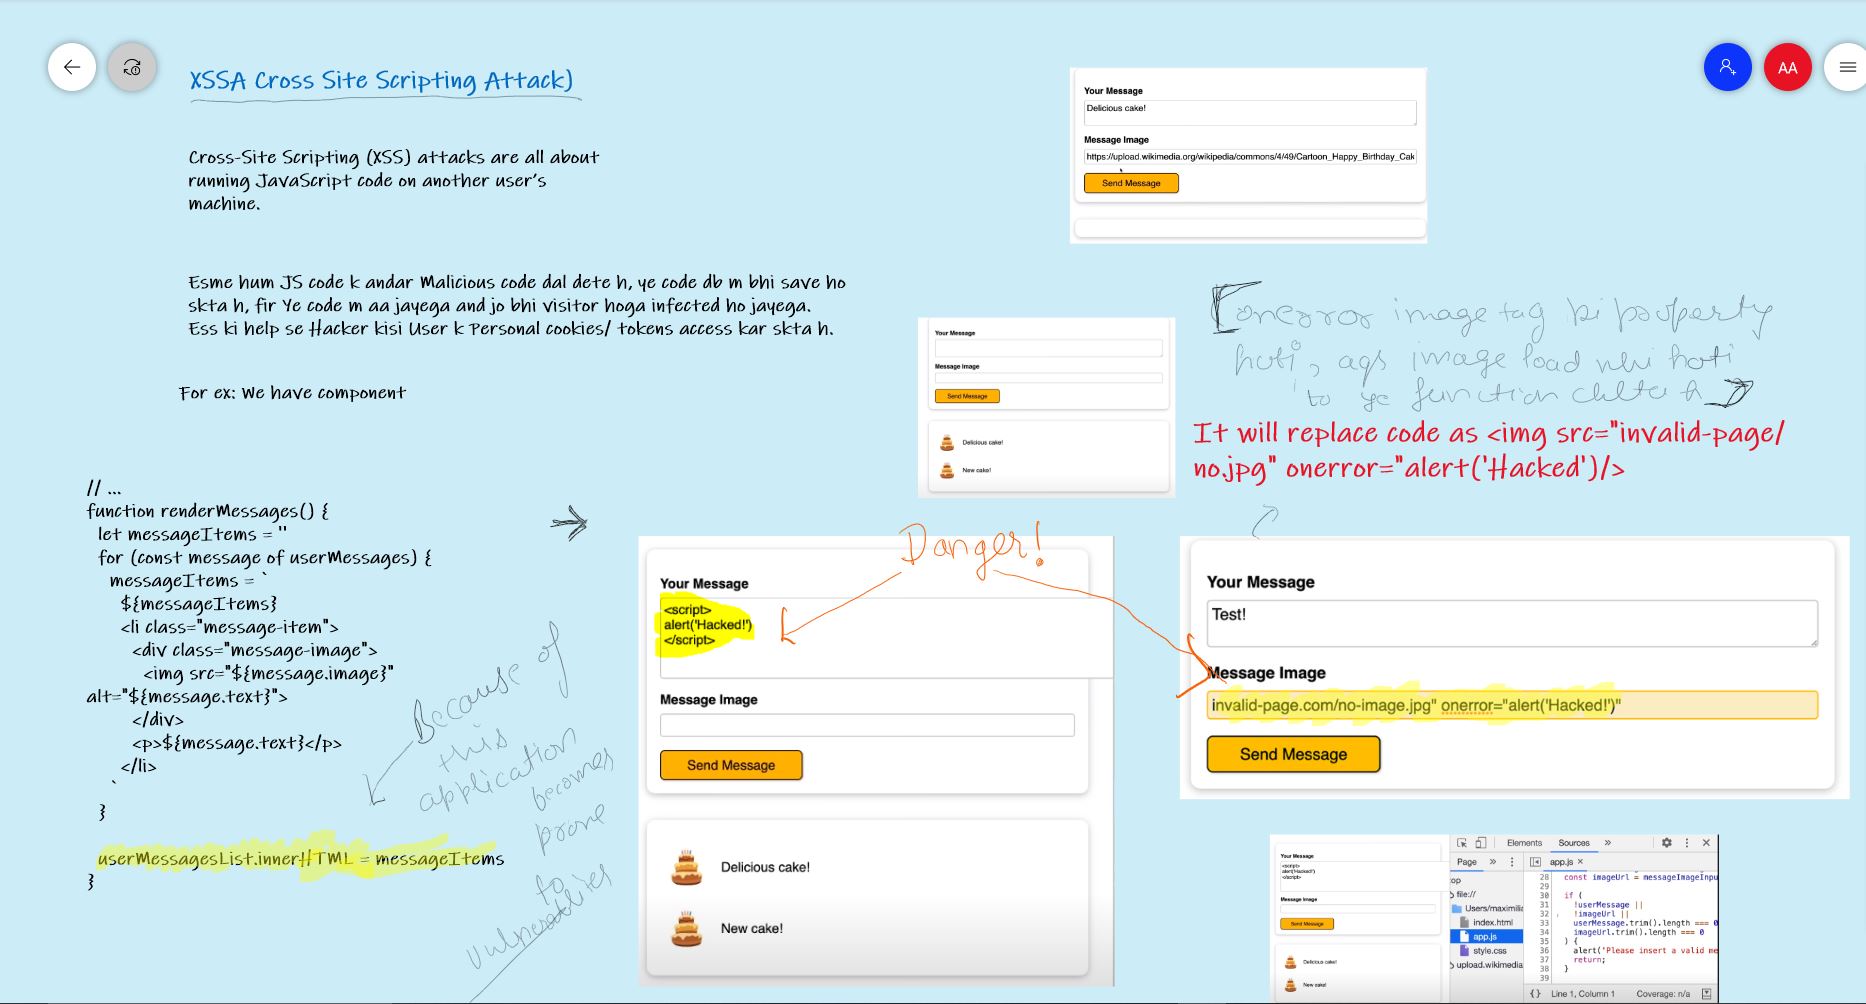 XSSA Cross Site Scripting Attack)
Cross-Site Scripting (XSS) attacks are all about
running JavaScript code on another user's
machine.
Esme hum JS code k andar Malicious code dal dete h, ye code db m bhi save ho
skta h, fir Ye code m aa jayega and jo bhi visitor hoga infected ho jayega.
Ess ki help se Hacker kisi User k Personal cookies/ tokens access kar skta h.
For ex: We have component
// ...
function renderMessages() {
let messageItems = ''
for (const message of userMessages) {
messageItems = `
${messageItems}
<li class="message-item">
<div class="message-image">
<img src="${message.image}"
alt="${message.text}">
</div>
<p>${message.text}</p>
</li>
`
}
userMessagesList.innerHTML = messageItems
}
Because of
this
application
becomes
prone
to
vulnerablies
AA
Your Message
Delicious cake!
Message Image
https://upload.wikimedia.org/wikipedia/commons/4/49/Cartoon_Happy_Birthday_Cak
Send Message
Your Message
Message Image
Send Message
Delicious cake!
New cake!
onerror image tag ki property
hoti, ags image load nhi hoti
to ye function chlta h
It will replace code as <img src="invalid-page/
no.jpg" onerror="alert('Hacked')/>
Danger!
Your Message
<script>
alert('Hacked!')
</script>
Message Image
Send Message
Delicious cake!
New cake!
Your Message
Test!
Message Image
invalid-page.com/no-image.jpg" onerror="alert('Hacked!')"
Send Message
Your Message
<script>
alert('Hacked!')
</script>
Message Image
Send Message
Delicious cake!
New cake!
Elements Sources »
Page » app.js ×
top
file://
Users/maximilia
index.html
app.js
style.css
upload.wikimedia
28 const imageUrl = messageImageInpu
29
30 if (
31 !userMessage ||
32 !imageUrl ||
33 userMessage.trim().length === 0
34 imageUrl.trim().length === 0
35 ) {
36 alert('Please insert a valid me
37 return;
38 }
39
{} Line 1, Column 1 Coverage: n/a